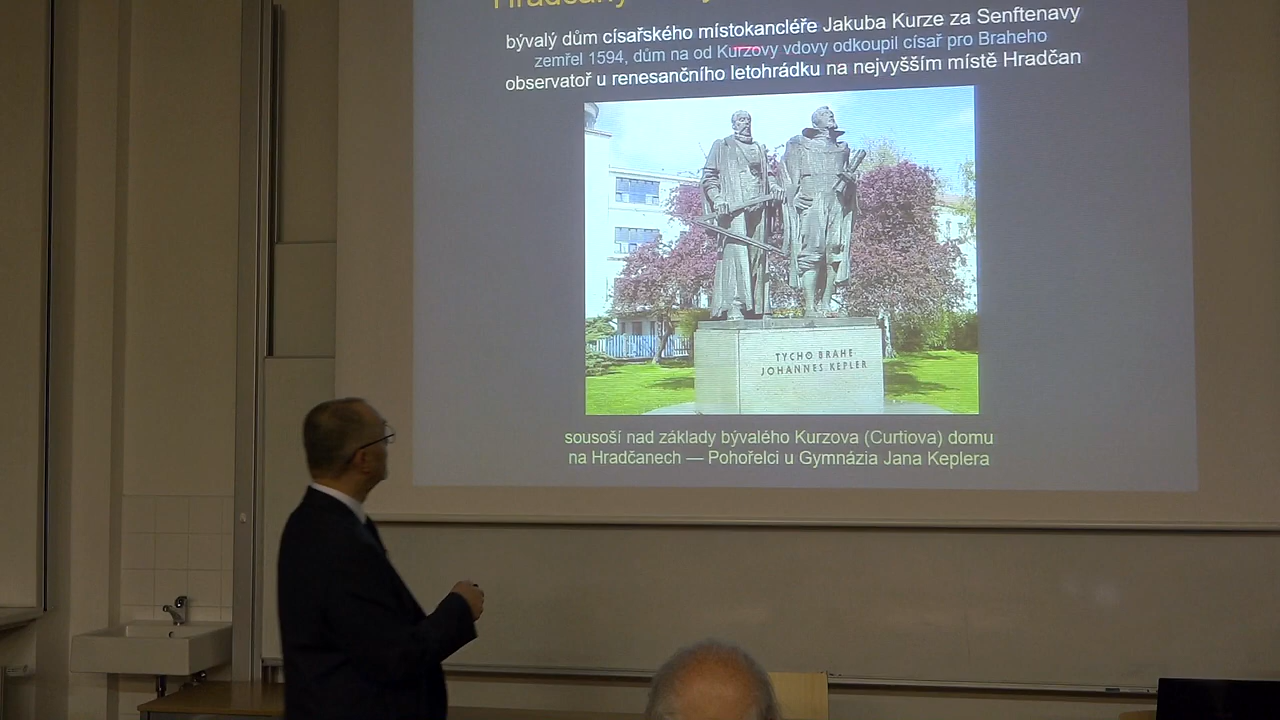 Hradčany
bývalý dům císařského místokancléře Jakuba Kurze za Senftenavy
zemřel 1594, dům na od Kurzovy vdovy odkoupil císař pro Braheho
observatoř u renesančního letohrádku na nejvyšším místě Hradčan
TYCHO BRAHE
JOHANNES KEPLER
sousoší nad základy bývalého Kurzova (Curtiova) domu
na Hradčanech — Pohořelci u Gymnázia Jana Keplera